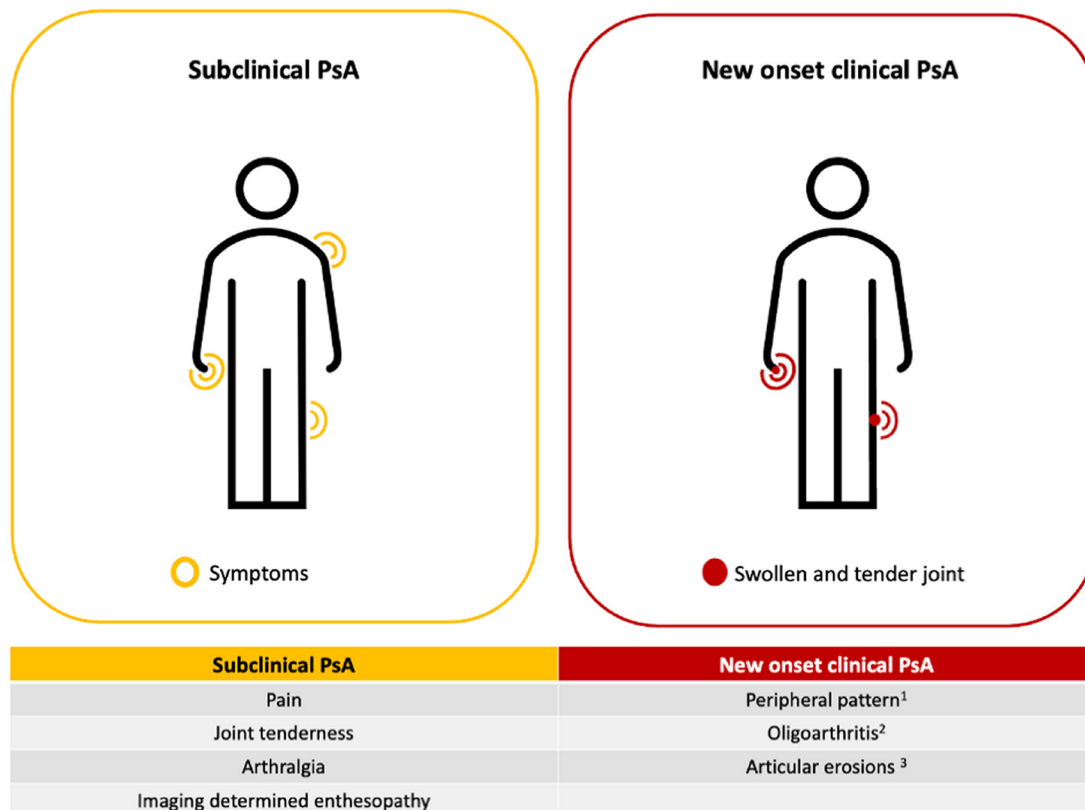 Subclinical PsA
New onset clinical PsA
Symptoms
Swollen and tender joint
Subclinical PsA
New onset clinical PsA
Pain
Peripheral pattern¹
Joint tenderness
Oligoarthritis²
Arthralgia
Articular erosions ³
Imaging determined enthesopathy